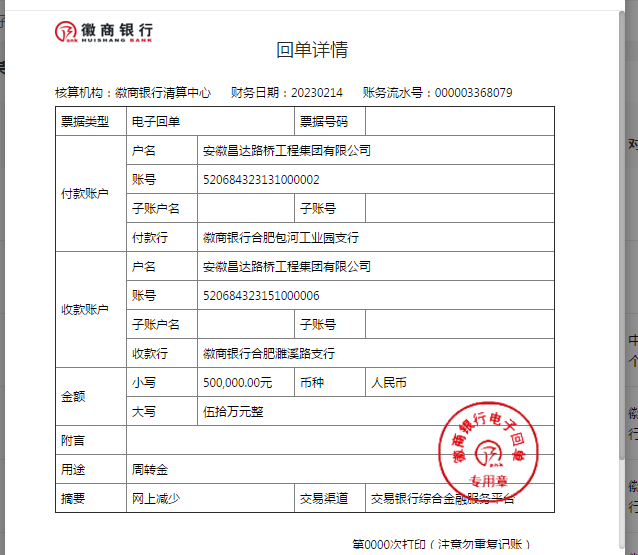 徽商银行
HUISHANG BANK
回单详情
核算机构：徽商银行清算中心 财务日期：20230214 账务流水号：000003368079
票据类型 电子回单 票据号码
付款账户
户名 安徽昌达路桥工程集团有限公司
账号 520684323131000002
子账户名 子账号
付款行 徽商银行合肥包河工业园支行
收款账户
户名 安徽昌达路桥工程集团有限公司
账号 520684323151000006
子账户名 子账号
收款行 徽商银行合肥濉溪路支行
金额
小写 500,000.00元 币种 人民币
大写 伍拾万元整
附言
用途 周转金
摘要 网上减少 交易渠道 交易银行综合金融服务平台
徽商银行电子回单
专用章
第0000次打印（注意勿重复记账）